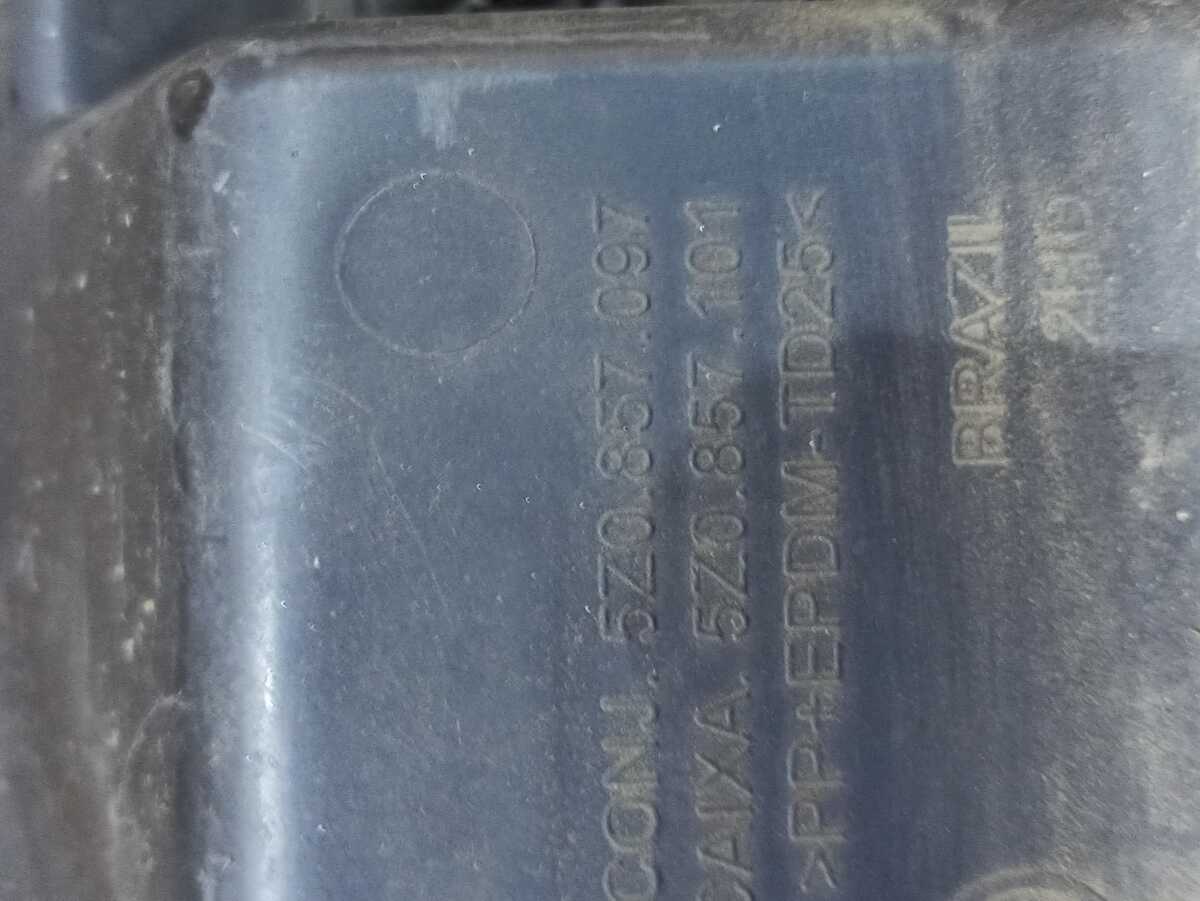 CONJ. 5Z0.857.097
CAIXA. 5Z0.857.101
>PP+EPDM-TD25<
BRAZIL